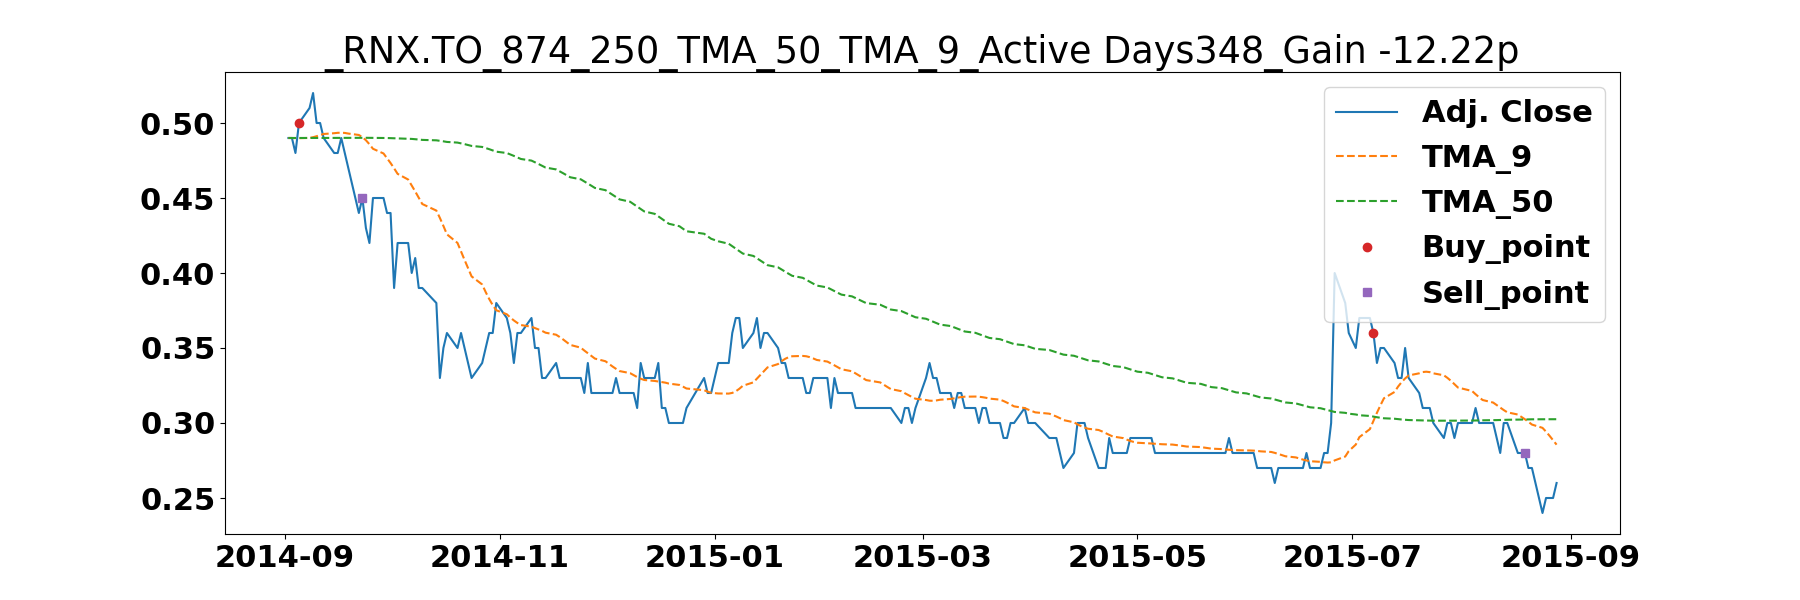 _RNX.TO_874_250_TMA_50_TMA_9_Active Days348_Gain -12.22p
0.50
0.45
0.40
0.35
0.30
0.25
Adj. Close
TMA_9
TMA_50
Buy_point
Sell_point
2014-09 2014-11 2015-01 2015-03 2015-05 2015-07 2015-09